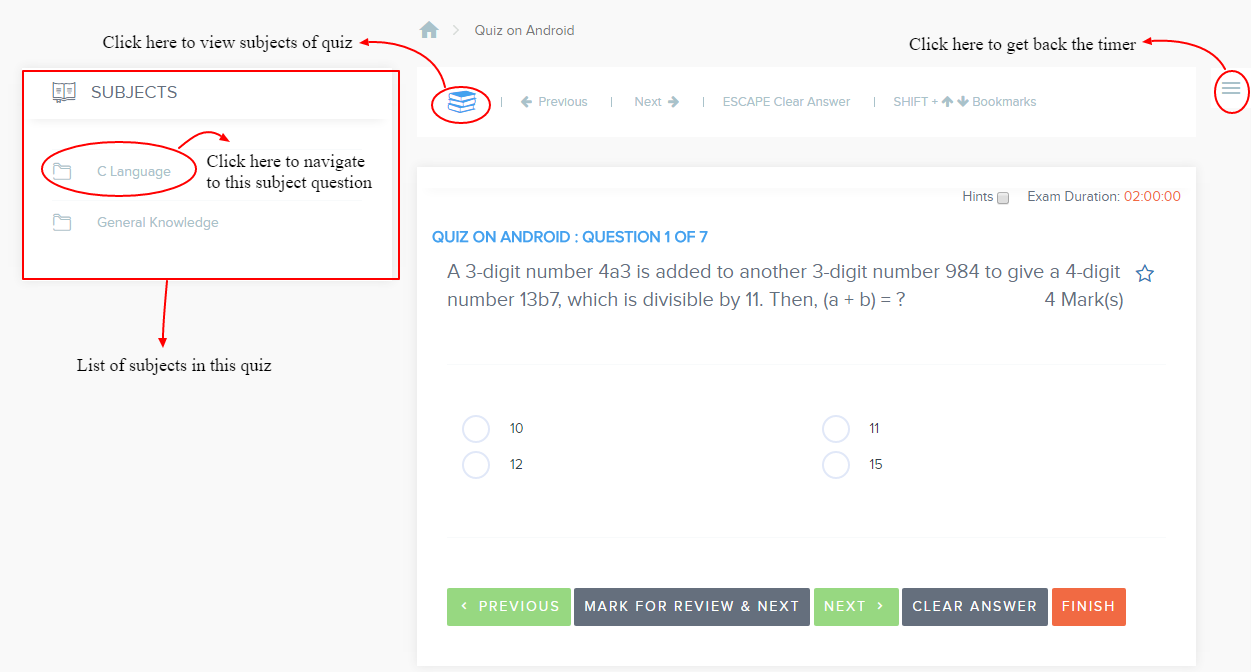 Quiz on Android
Click here to view subjects of quiz
Click here to get back the timer
SUBJECTS
Previous
Next
ESCAPE Clear Answer
SHIFT + Bookmarks
C Language
Click here to navigate
to this subject question
General Knowledge
List of subjects in this quiz
Hints
Exam Duration: 02:00:00
QUIZ ON ANDROID : QUESTION 1 OF 7
A 3-digit number 4a3 is added to another 3-digit number 984 to give a 4-digit
number 13b7, which is divisible by 11. Then, (a + b) = ?
4 Mark(s)
10
11
12
15
< PREVIOUS
MARK FOR REVIEW & NEXT
NEXT >
CLEAR ANSWER
FINISH